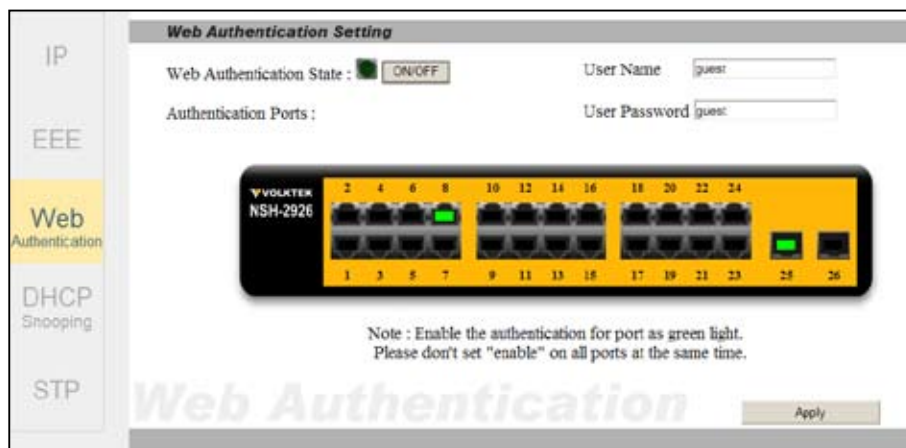 IP
EEE
Web
Authentication
DHCP
Snooping
STP
Web Authentication Setting
Web Authentication State : ON/OFF
User Name guest
Authentication Ports :
User Password guest
VOLKTEK
NSH-2926
2 4 6 8 10 12 14 16 18 20 22 24
1 3 5 7 9 11 13 15 17 19 21 23 25 26
Note : Enable the authentication for port as green light.
Please don't set "enable" on all ports at the same time.
Web Authentication
Apply